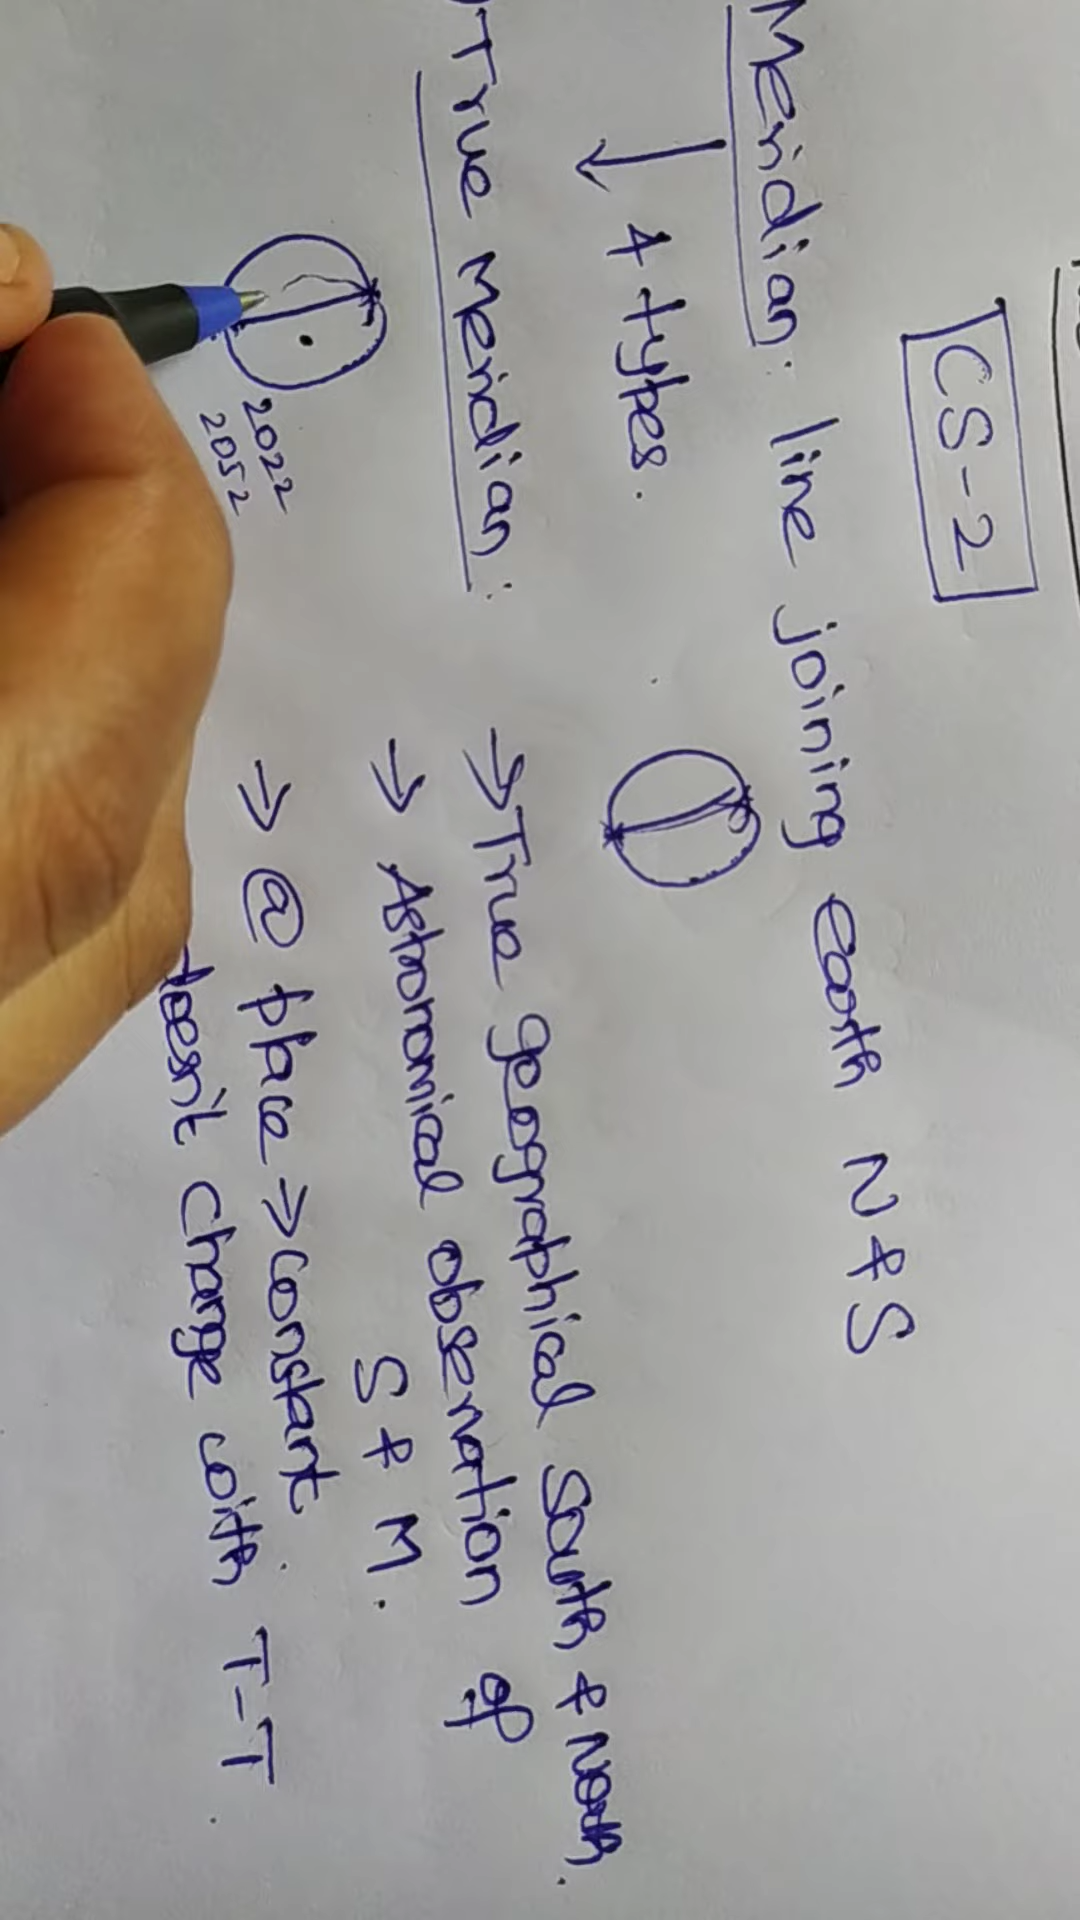 CS-2
Meridian: line joining earth N & S
↓ 4 types.
True Meridian:
→ True geographical South & North.
→ Astronomical observation of
S & M.
→ @ place → constant.
doesn't change with T-T.
2022
2052